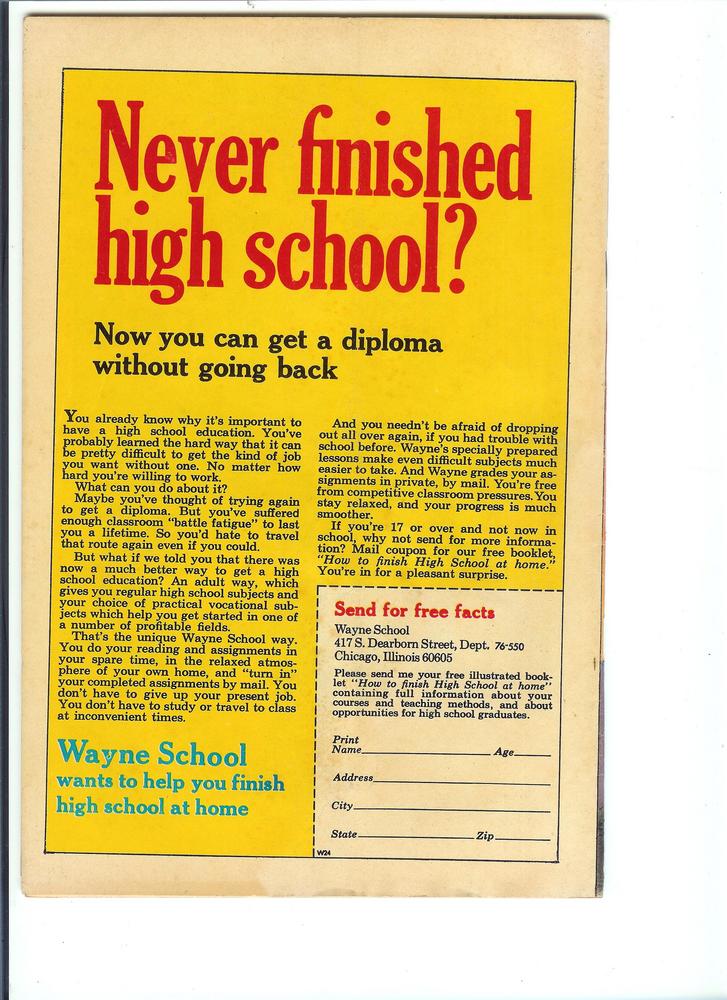 Never finished
high school?
Now you can get a diploma
without going back
You already know why it's important to
have a high school education. You've
probably learned the hard way that it can
be pretty difficult to get the kind of job
you want without one. No matter how
hard you're willing to work.
What can you do about it?
Maybe you've thought of trying again
to get a diploma. But you've suffered
enough classroom "battle fatigue" to last
you a lifetime. So you'd hate to travel
that route again even if you could.
But what if we told you that there was
now a much better way to get a high
school education? An adult way, which
gives you regular high school subjects and
your choice of practical vocational sub-
jects which help you get started in one of
a number of profitable fields.
That's the unique Wayne School way.
You do your reading and assignments in
your spare time, in the relaxed atmos-
phere of your own home, and "turn in"
your completed assignments by mail. You
don't have to give up your present job.
You don't have to study or travel to class
at inconvenient times.
Wayne School
wants to help you finish
high school at home
And you needn't be afraid of dropping
out all over again, if you had trouble with
school before. Wayne's specially prepared
lessons make even difficult subjects much
easier to take. And Wayne grades your as-
signments in private, by mail. You're free
from competitive classroom pressures. You
stay relaxed, and your progress is much
smoother.
If you're 17 or over and not now in
school, why not send for more informa-
tion? Mail coupon for our free booklet,
"How to finish High School at home."
You're in for a pleasant surprise.
Send for free facts
Wayne School
417 S. Dearborn Street, Dept. 76-550
Chicago, Illinois 60605
Please send me your free illustrated book-
let "How to finish High School at home"
containing full information about your
courses and teaching methods, and about
opportunities for high school graduates.
Print
Name Age
Address
City
State Zip
W24